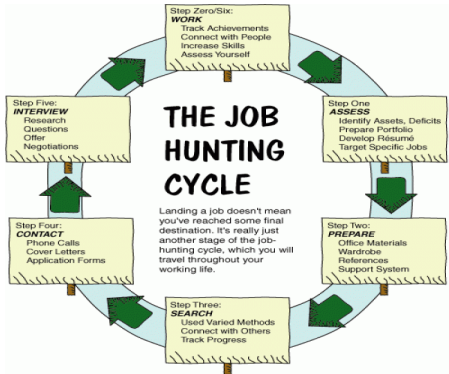 Step Zero/Six:
WORK
Track Achievements
Connect with People
Increase Skills
Assess Yourself
Step One
ASSESS
Identify Assets, Deficits
Prepare Portfolio
Develop Résumé
Target Specific Jobs
Step Two:
PREPARE
Office Materials
Wardrobe
References
Support System
Step Three:
SEARCH
Used Varied Methods
Connect with Others
Track Progress
Step Four:
CONTACT
Phone Calls
Cover Letters
Application Forms
Step Five:
INTERVIEW
Research
Questions
Offer
Negotiations
THE JOB
HUNTING
CYCLE
Landing a job doesn't mean
you've reached some final
destination. It's really just
another stage of the job-
hunting cycle, which you will
travel throughout your
working life.